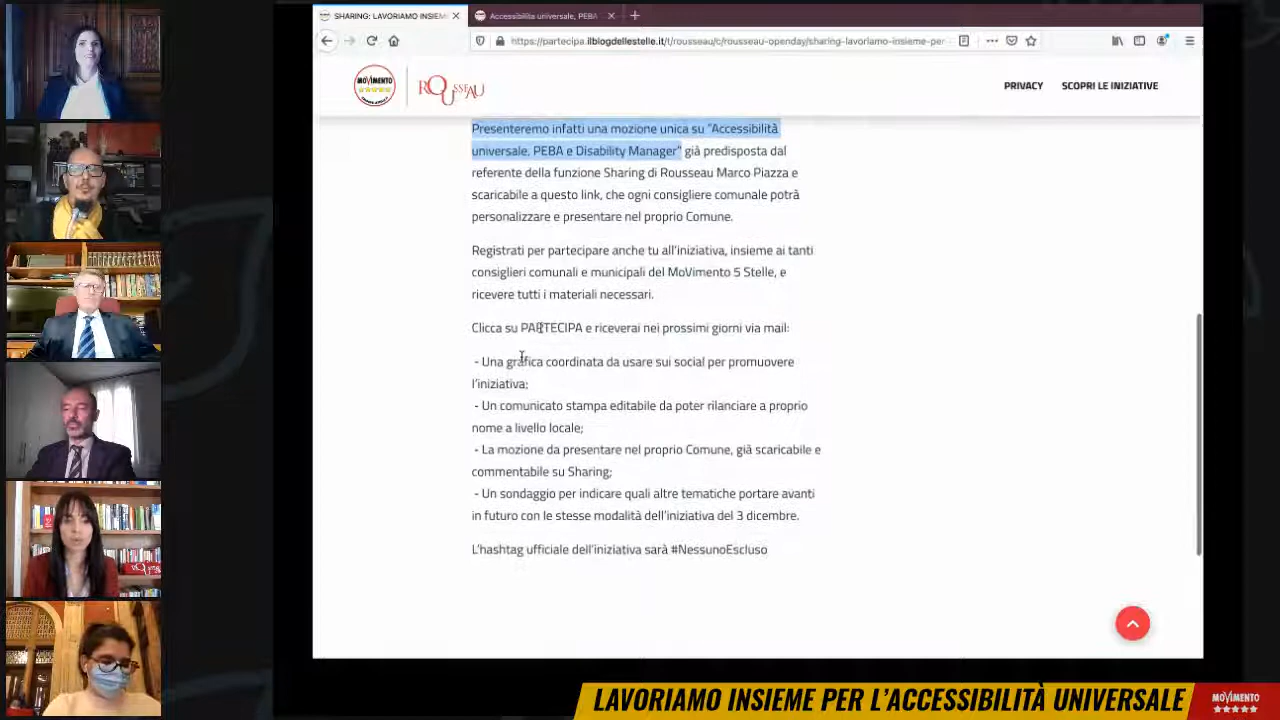 SHARING: LAVORIAMO INSIEM
Accessibilità universale, PEBA
https://partecipa.ilblogdellestelle.it/t/rousseau/c/rousseau-openday/sharing-lavoriamo-insieme-per-
MOVIMENTO
ROUSSEAU
PRIVACY
SCOPRI LE INIZIATIVE
Presenteremo infatti una mozione unica su "Accessibilità
universale, PEBA e Disability Manager" già predisposta dal
referente della funzione Sharing di Rousseau Marco Piazza e
scaricabile a questo link, che ogni consigliere comunale potrà
personalizzare e presentare nel proprio Comune.
Registrati per partecipare anche tu all'iniziativa, insieme ai tanti
consiglieri comunali e municipali del MoVimento 5 Stelle, e
ricevere tutti i materiali necessari.
Clicca su PARTECIPA e riceverai nei prossimi giorni via mail:
- Una grafica coordinata da usare sui social per promuovere
l'iniziativa;
- Un comunicato stampa editabile da poter rilanciare a proprio
nome a livello locale;
- La mozione da presentare nel proprio Comune, già scaricabile e
commentabile su Sharing;
- Un sondaggio per indicare quali altre tematiche portare avanti
in futuro con le stesse modalità dell'iniziativa del 3 dicembre.
L'hashtag ufficiale dell'iniziativa sarà #NessunoEscluso
LAVORIAMO INSIEME PER L'ACCESSIBILITÀ UNIVERSALE
MOVIMENTO